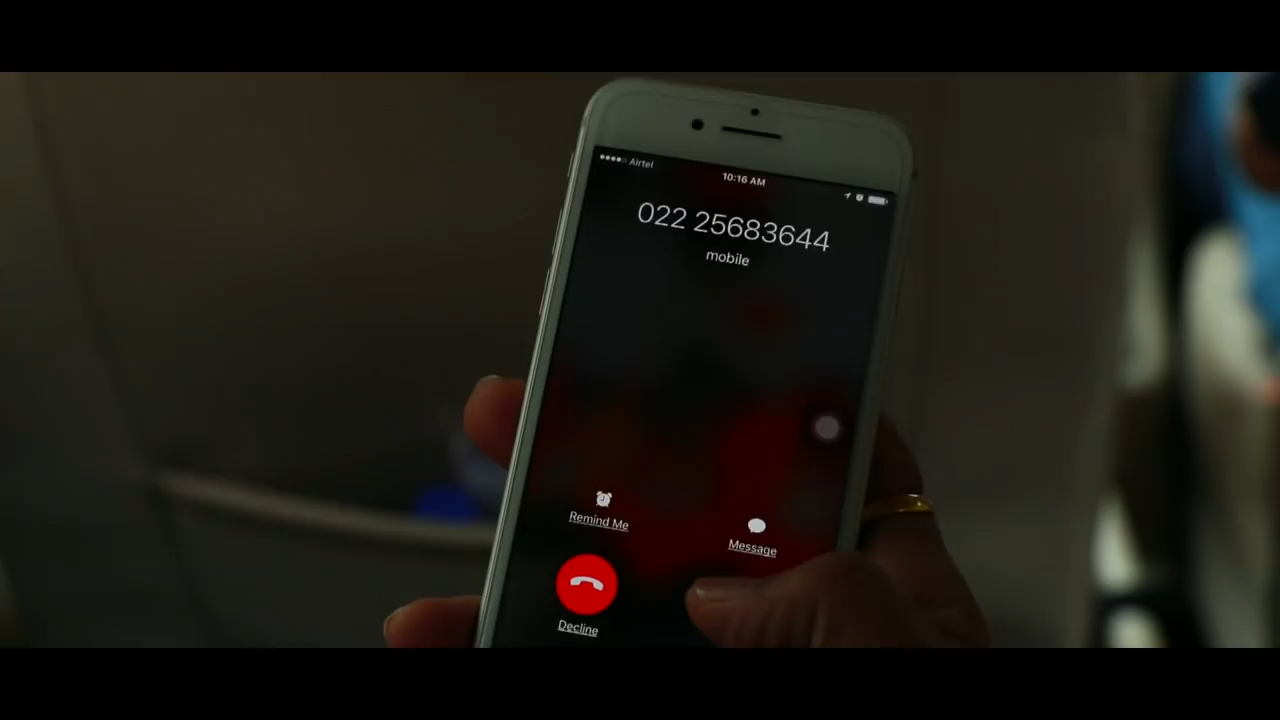 Airtel
10:16 AM
022 25683644
mobile
Remind Me
Message
Decline